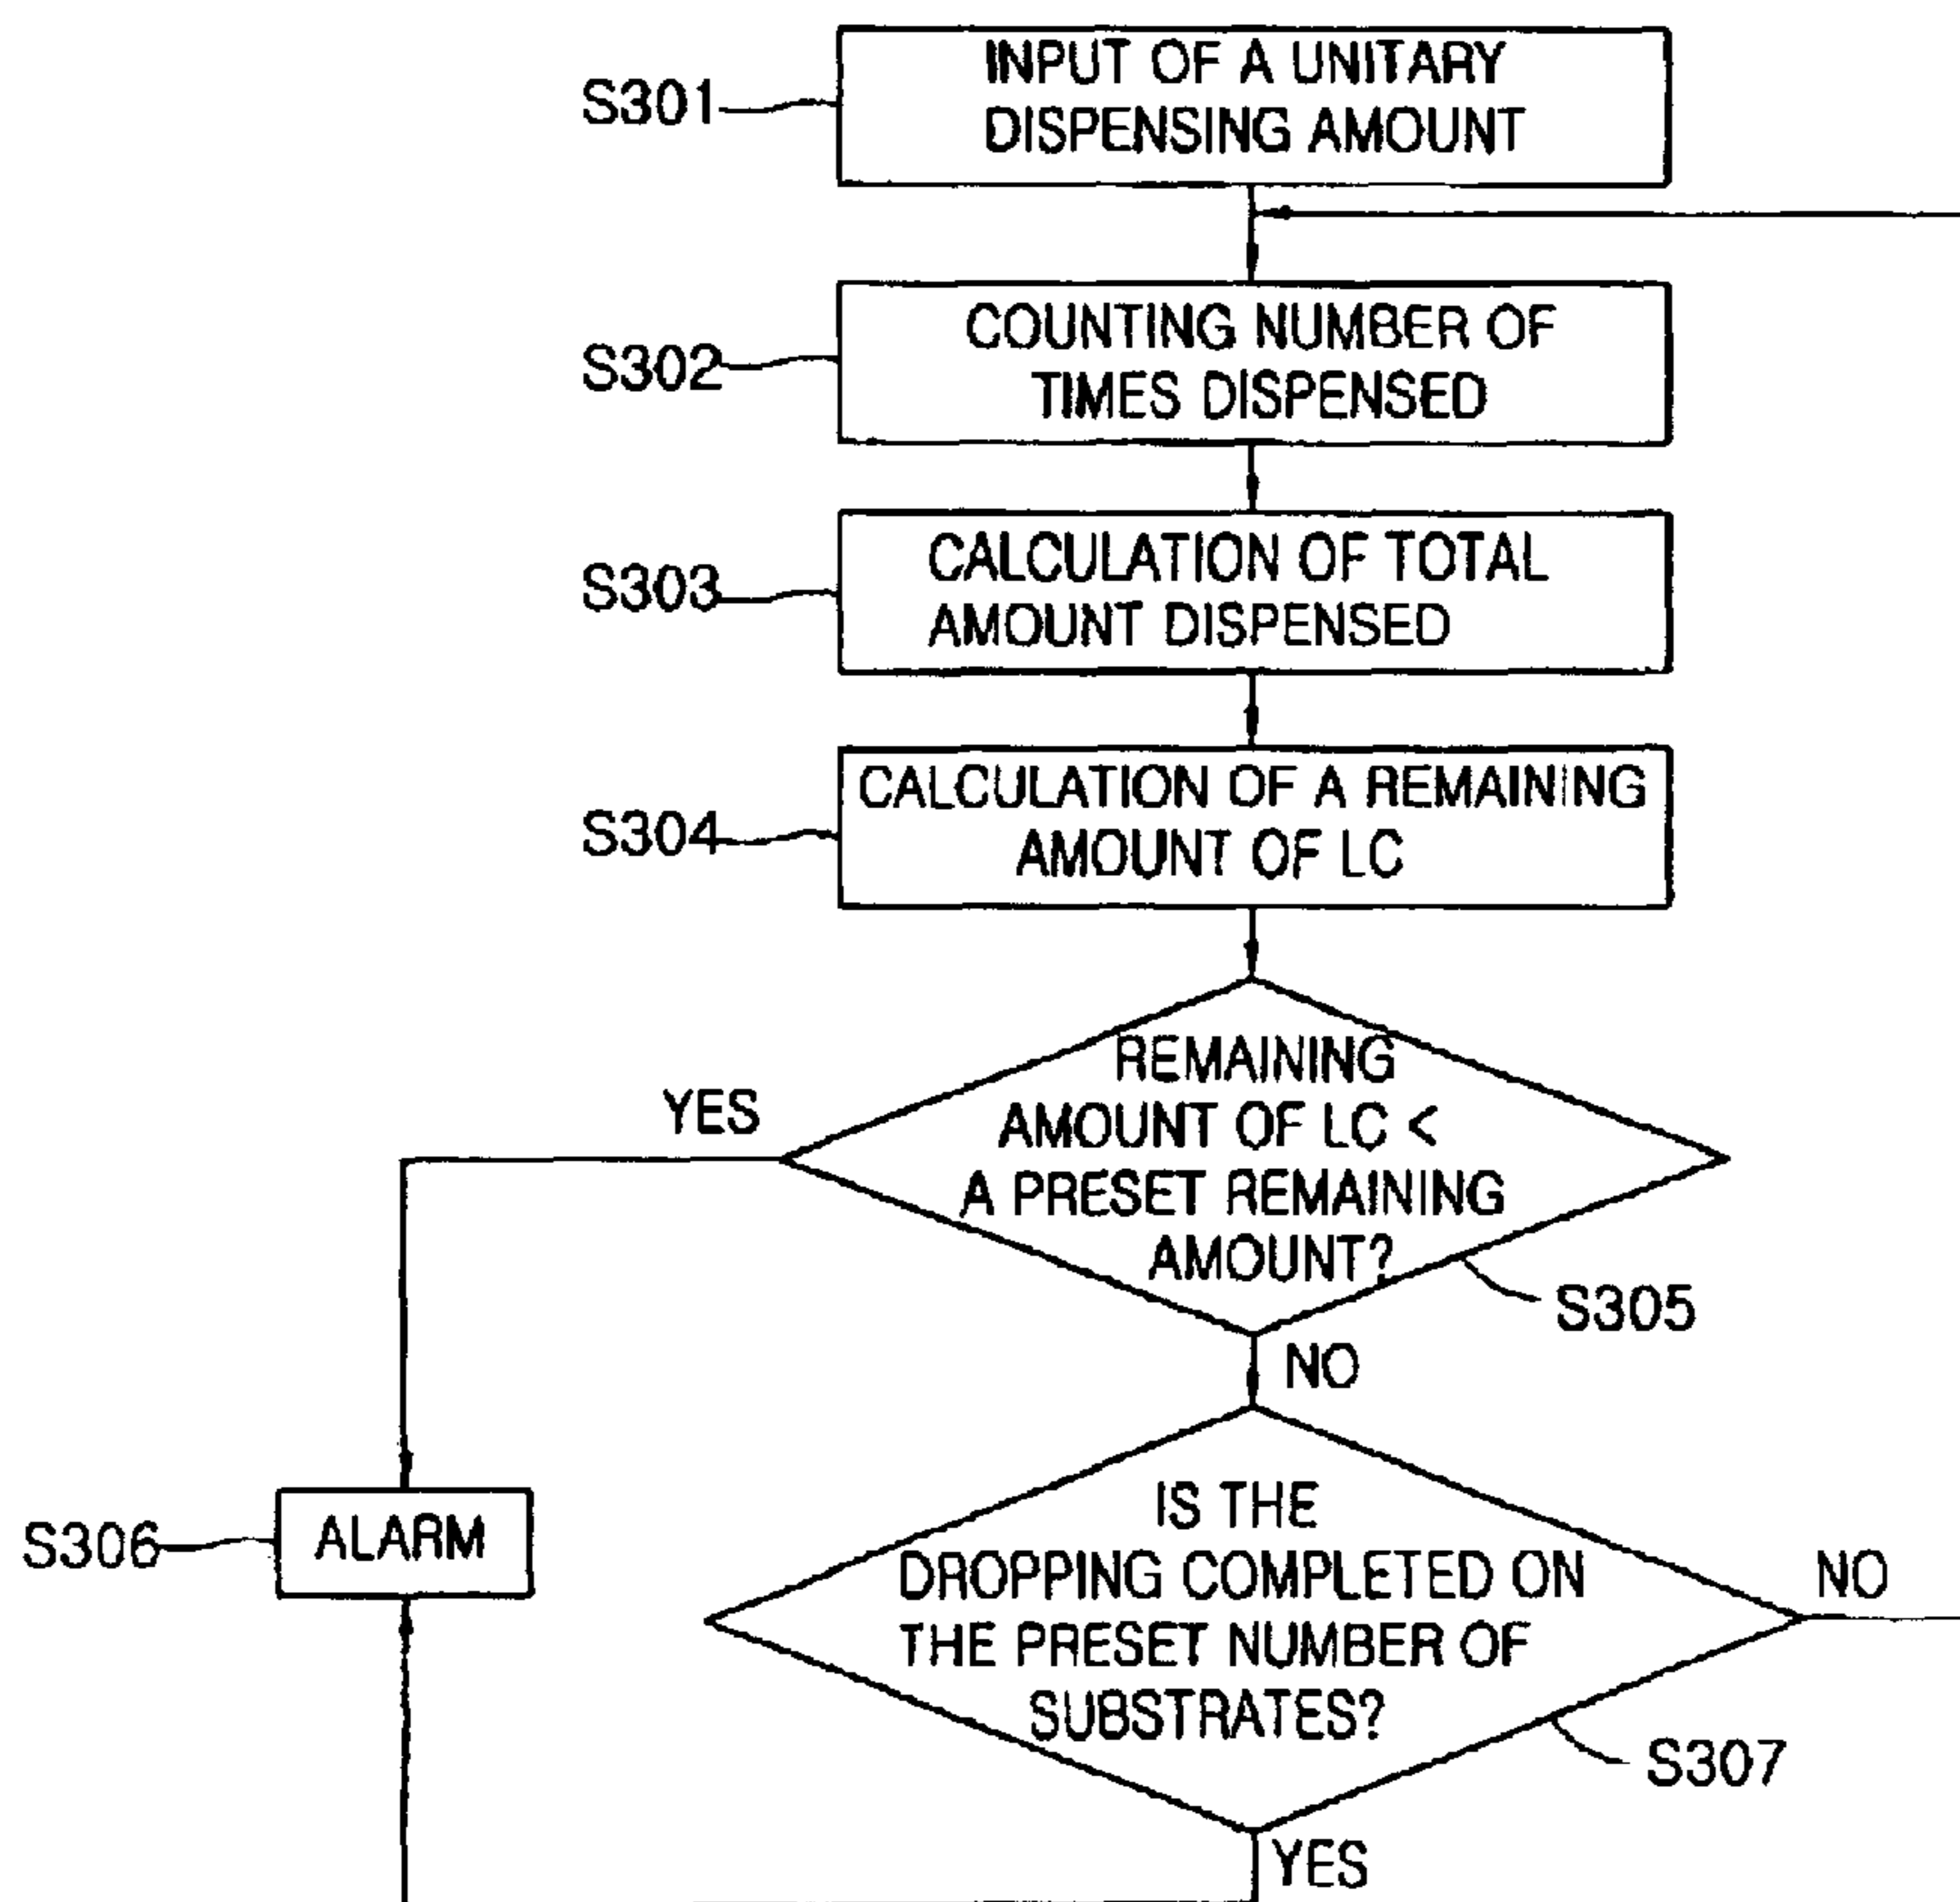 S301
INPUT OF A UNITARY
DISPENSING AMOUNT
S302
COUNTING NUMBER OF
TIMES DISPENSED
S303
CALCULATION OF TOTAL
AMOUNT DISPENSED
S304
CALCULATION OF A REMAINING
AMOUNT OF LC
REMAINING
AMOUNT OF LC <
A PRESET REMAINING
AMOUNT?
YES
S305
NO
S306
ALARM
IS THE
DROPPING COMPLETED ON
THE PRESET NUMBER OF
SUBSTRATES?
NO
S307
YES